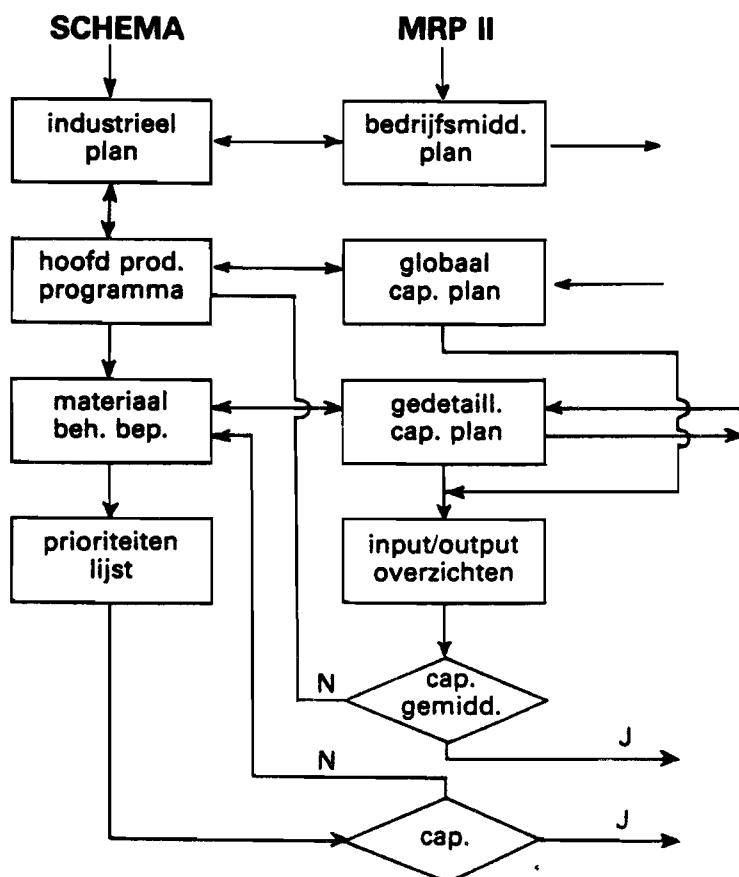 SCHEMA
MRP II
industrieel
plan
bedrijfsmidd.
plan
hoofd prod.
programma
globaal
cap. plan
materiaal
beh. bep.
gedetaill.
cap. plan
prioriteiten
lijst
input/output
overzichten
N
cap.
gemidd.
J
N
cap.
J